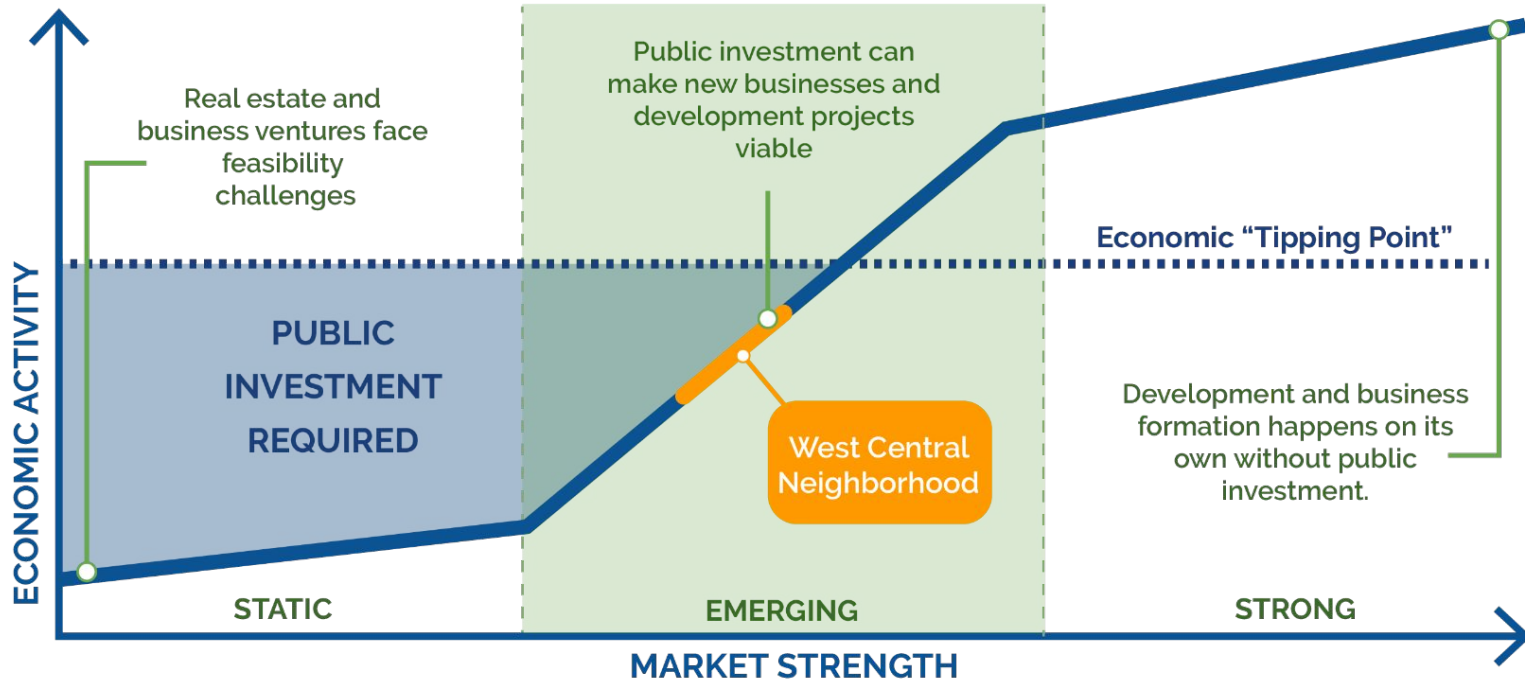 Real estate and
business ventures face
feasibility
challenges
Public investment can
make new businesses and
development projects
viable
Economic “Tipping Point”
PUBLIC
INVESTMENT
REQUIRED
West Central
Neighborhood
Development and business
formation happens on its
own without public
investment.
ECONOMIC ACTIVITY
STATIC
EMERGING
STRONG
MARKET STRENGTH